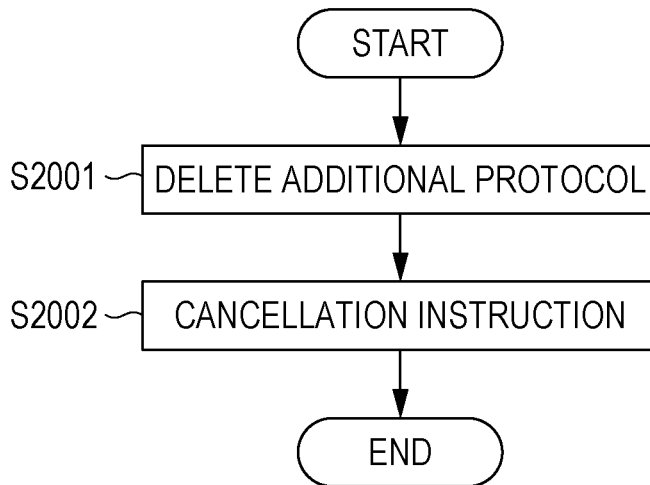 START
S2001 DELETE ADDITIONAL PROTOCOL
S2002 CANCELLATION INSTRUCTION
END